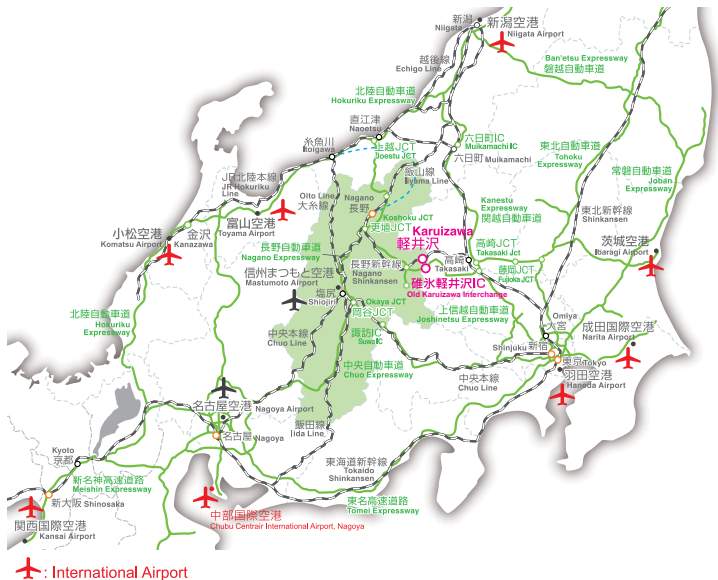 新潟
Niigata
新潟空港
Niigata Airport
越後線
Echigo Line
Ban'etsu Expressway
磐越自動車道
北陸自動車道
Hokuriku Expressway
直江津
Naoetsu
糸魚川
Itoigawa
上越JCT
Joestu JCT
六日町IC
Muikamachi IC
六日町 Muikamachi
東北自動車道
Tohoku
Expressway
常磐自動車道
Joban
Expressway
飯山線
Iyama Line
JR北陸本線
JR Hokuriku
Line
Oito Line
大糸線
Nagano
長野
Koshoku JCT
更埴JCT
Kanestu
Expressway
関越自動車道
東北新幹線
Shinkansen
小松空港
Komatsu Airport
金沢
Kanazawa
富山空港
Toyama Airport
Karuizawa
軽井沢
高崎
Takasaki
高崎JCT
Takasaki Jct
茨城空港
Ibaragi Airport
長野自動車道
Nagano Expressway
長野新幹線
Nagano
Shinkansen
藤岡JCT
Fujioka JCT
信州まつもと空港
Mastumoto Airport
塩尻
Shiojiri
碓氷軽井沢IC
Old Karuizawa Interchange
北陸自動車道
Hokuriku
Expressway
Okaya JCT
岡谷JCT
上信越自動車道
Joshinetsu Expressway
Omiya
大宮
成田国際空港
Narita Airport
諏訪IC
Suwa IC
中央本線
Chuo Line
新宿
Shinjuku
東京 Tokyo
羽田空港
Haneda Airport
中央自動車道
Chuo Expressway
中央本線
Chuo Line
名古屋空港
Nagoya Airport
名古屋 Nagoya
飯田線
Iida Line
Kyoto
京都
新名神高速道路
Meishin Expressway
東海道新幹線
Tokaido
Shinkansen
新大阪 Shinosaka
東名高速道路
Tomei Expressway
中部国際空港
Chubu Centrair International Airport, Nagoya
関西国際空港
Kansai Airport
: International Airport